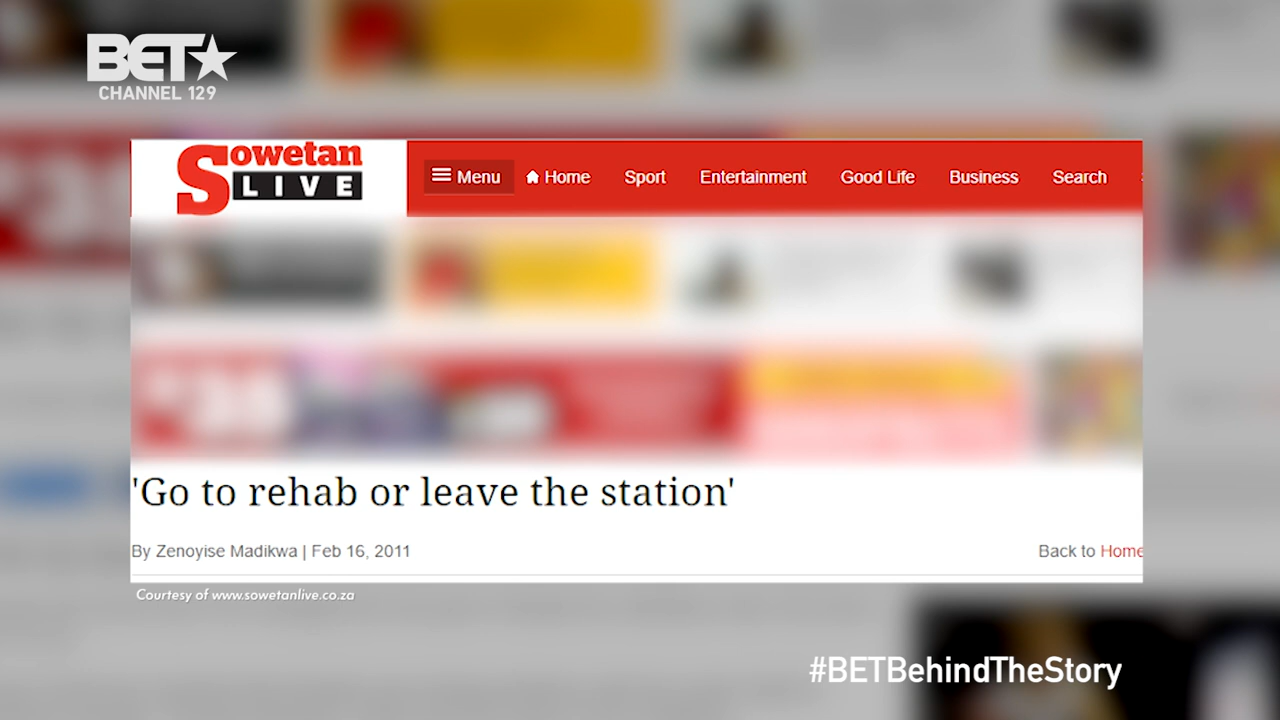 BET
CHANNEL 129
Sowetan
LIVE
Menu Home Sport Entertainment Good Life Business Search
'Go to rehab or leave the station'
By Zenoyise Madikwa | Feb 16, 2011 Back to Home
Courtesy of www.sowetanlive.co.za
#BETBehindTheStory